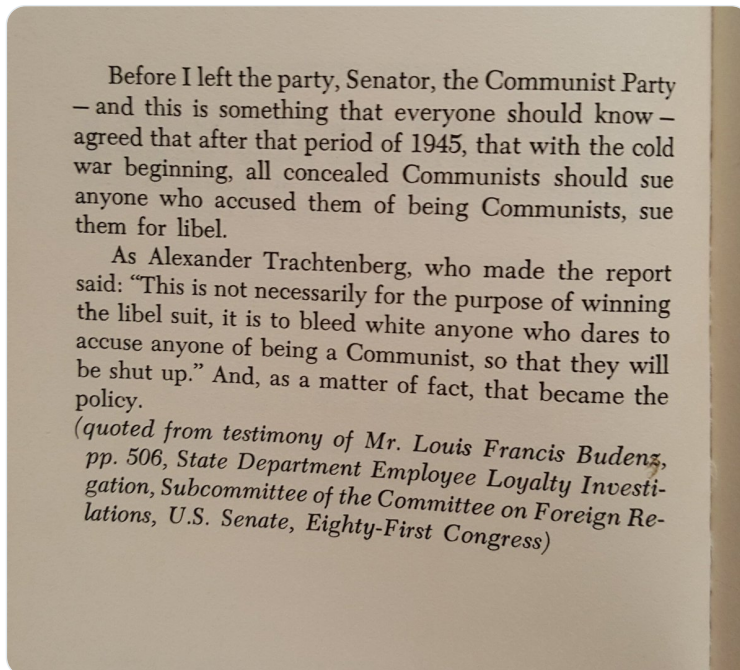 Before I left the party, Senator, the Communist Party
– and this is something that everyone should know –
agreed that after that period of 1945, that with the cold
war beginning, all concealed Communists should sue
anyone who accused them of being Communists, sue
them for libel.
As Alexander Trachtenberg, who made the report
said: “This is not necessarily for the purpose of winning
the libel suit, it is to bleed white anyone who dares to
accuse anyone of being a Communist, so that they will
be shut up.” And, as a matter of fact, that became the
policy.
(quoted from testimony of Mr. Louis Francis Budenz,
pp. 506, State Department Employee Loyalty Investi-
gation, Subcommittee of the Committee on Foreign Re-
lations, U.S. Senate, Eighty-First Congress)